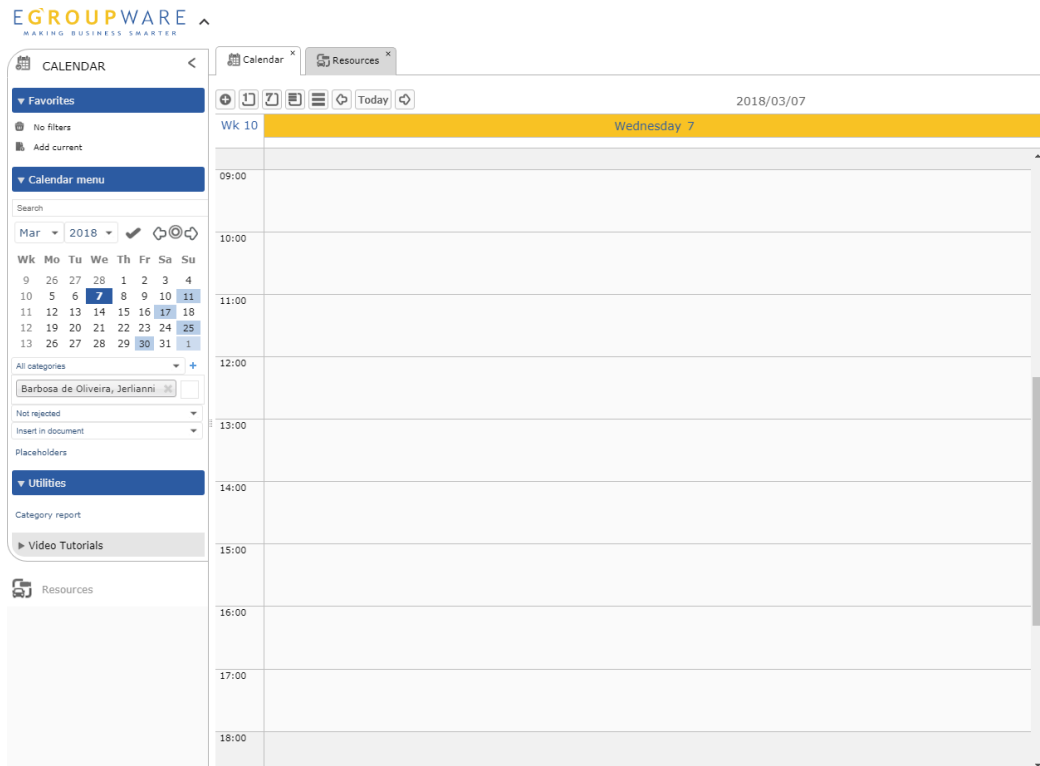 EGROUPWARE
MAKING BUSINESS SMARTER
CALENDAR
Calendar
Resources
Favorites
No filters
Add current
1 7 Today
2018/03/07
Wk 10
Wednesday 7
Calendar menu
Search
Mar 2018
Wk Mo Tu We Th Fr Sa Su
9 26 27 28 1 2 3 4
10 5 6 7 8 9 10 11
11 12 13 14 15 16 17 18
12 19 20 21 22 23 24 25
13 26 27 28 29 30 31 1
All categories
Barbosa de Oliveira, Jerlianni
Not rejected
Insert in document
Placeholders
Utilities
Category report
Video Tutorials
Resources
09:00
10:00
11:00
12:00
13:00
14:00
15:00
16:00
17:00
18:00